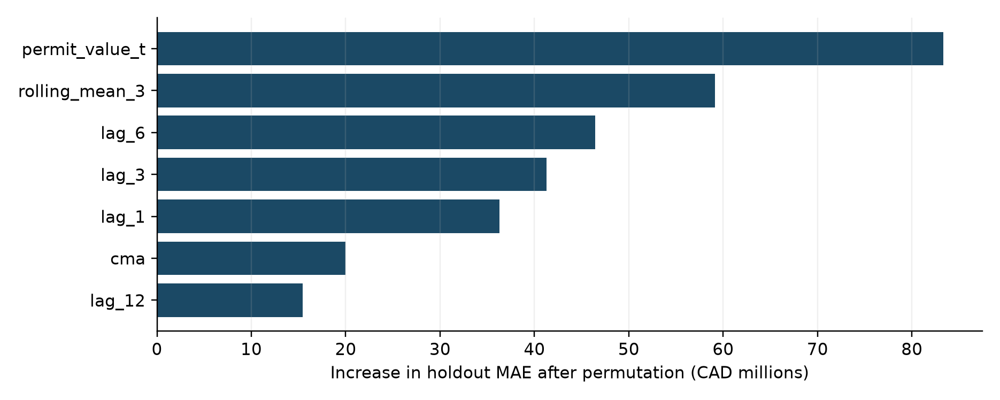 permit_value_t
rolling_mean_3
lag_6
lag_3
lag_1
cma
lag_12
0 10 20 30 40 50 60 70 80
Increase in holdout MAE after permutation (CAD millions)